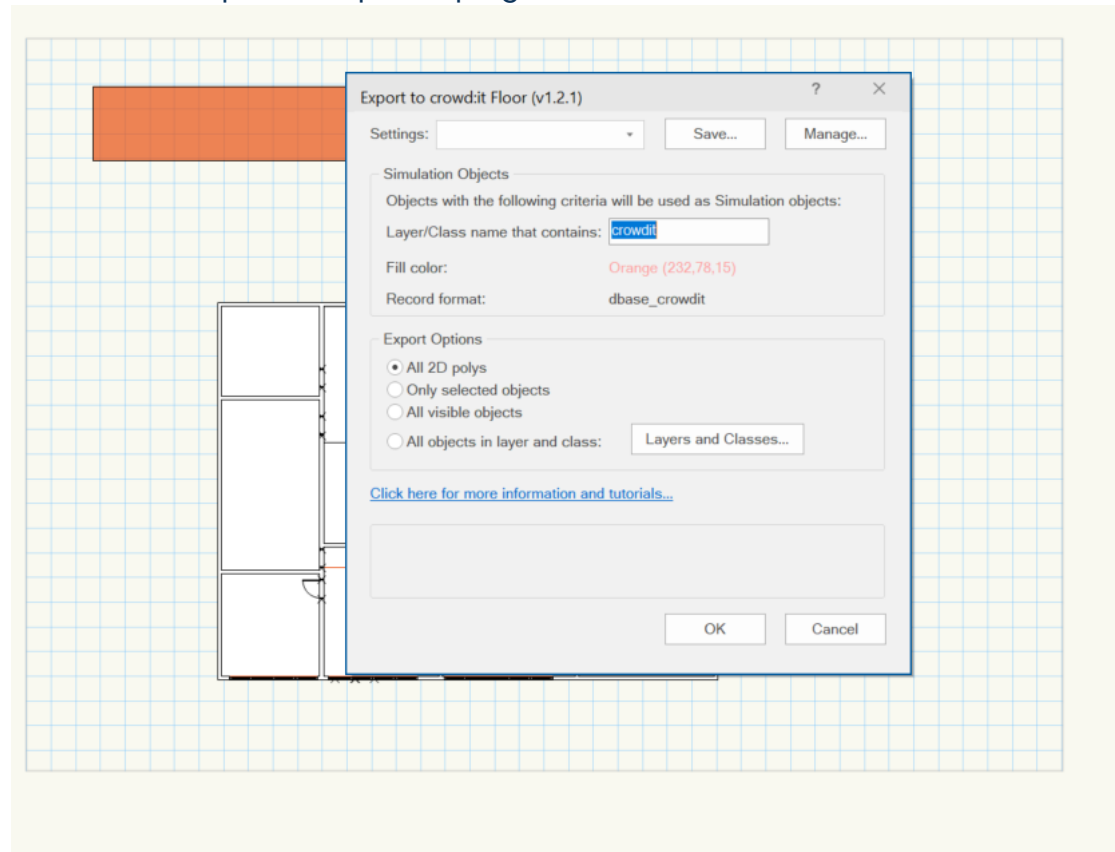 Export to crowd:it Floor (v1.2.1) ?
Settings: Save... Manage...
Simulation Objects
Objects with the following criteria will be used as Simulation objects:
Layer/Class name that contains: crowdit
Fill color: Orange (232,78,15)
Record format: dbase_crowdit
Export Options
All 2D polys
Only selected objects
All visible objects
All objects in layer and class: Layers and Classes...
Click here for more information and tutorials...
OK Cancel